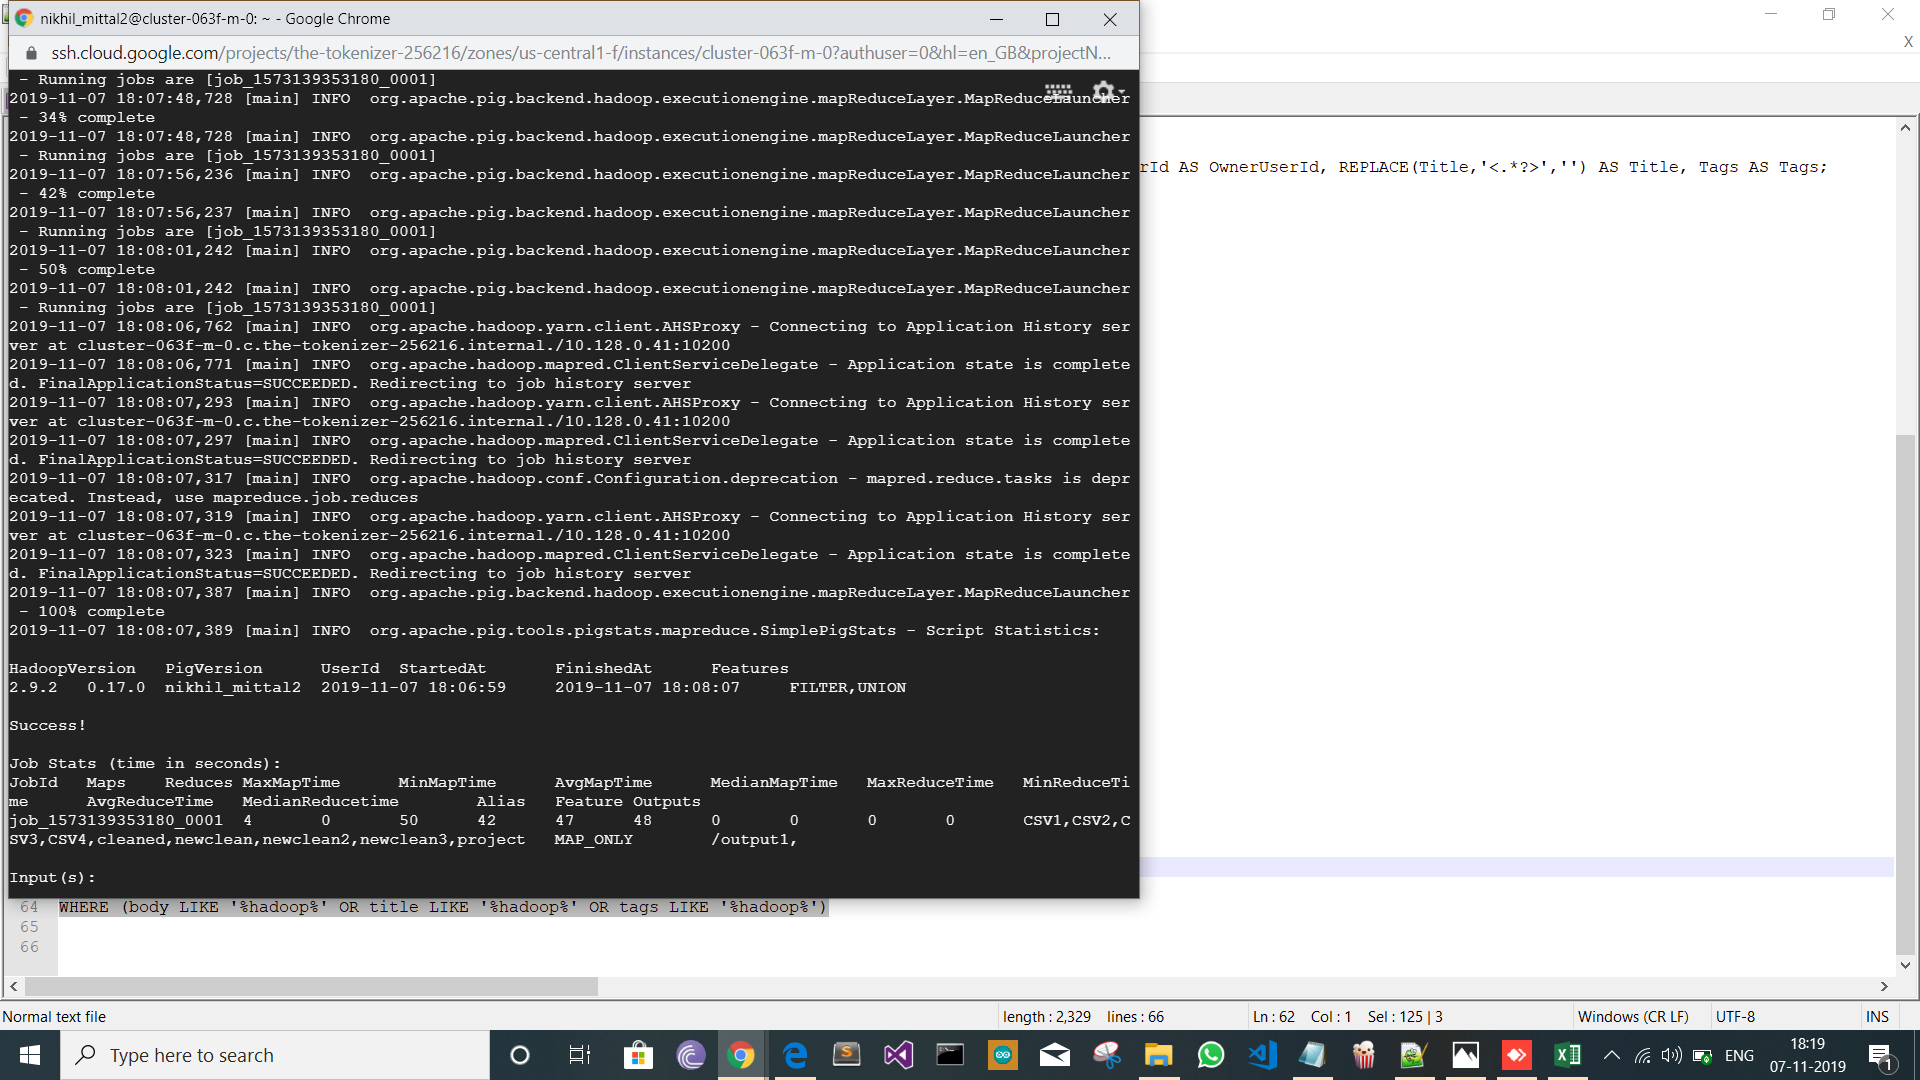 nikhil_mittal2@cluster-063f-m-0: ~ - Google Chrome
ssh.cloud.google.com/projects/the-tokenizer-256216/zones/us-central1-f/instances/cluster-063f-m-0?authuser=0&hl=en_GB&projectN...
X
- Running jobs are [job_1573139353180_0001]
2019-11-07 18:07:48,728 [main] INFO  org.apache.pig.backend.hadoop.executionengine.mapReduceLayer.MapReduceLauncher
- 34% complete
2019-11-07 18:07:48,728 [main] INFO  org.apache.pig.backend.hadoop.executionengine.mapReduceLayer.MapReduceLauncher
- Running jobs are [job_1573139353180_0001]
rId AS OwnerUserId, REPLACE(Title,'<.*?>','') AS Title, Tags AS Tags;
2019-11-07 18:07:56,236 [main] INFO  org.apache.pig.backend.hadoop.executionengine.mapReduceLayer.MapReduceLauncher
- 42% complete
2019-11-07 18:07:56,237 [main] INFO  org.apache.pig.backend.hadoop.executionengine.mapReduceLayer.MapReduceLauncher
- Running jobs are [job_1573139353180_0001]
2019-11-07 18:08:01,242 [main] INFO  org.apache.pig.backend.hadoop.executionengine.mapReduceLayer.MapReduceLauncher
- 50% complete
2019-11-07 18:08:01,242 [main] INFO  org.apache.pig.backend.hadoop.executionengine.mapReduceLayer.MapReduceLauncher
- Running jobs are [job_1573139353180_0001]
2019-11-07 18:08:06,762 [main] INFO  org.apache.hadoop.yarn.client.AHSProxy - Connecting to Application History ser
ver at cluster-063f-m-0.c.the-tokenizer-256216.internal./10.128.0.41:10200
2019-11-07 18:08:06,771 [main] INFO  org.apache.hadoop.mapred.ClientServiceDelegate - Application state is complete
d. FinalApplicationStatus=SUCCEEDED. Redirecting to job history server
2019-11-07 18:08:07,293 [main] INFO  org.apache.hadoop.yarn.client.AHSProxy - Connecting to Application History ser
ver at cluster-063f-m-0.c.the-tokenizer-256216.internal./10.128.0.41:10200
2019-11-07 18:08:07,297 [main] INFO  org.apache.hadoop.mapred.ClientServiceDelegate - Application state is complete
d. FinalApplicationStatus=SUCCEEDED. Redirecting to job history server
2019-11-07 18:08:07,317 [main] INFO  org.apache.hadoop.conf.Configuration.deprecation - mapred.reduce.tasks is depr
ecated. Instead, use mapreduce.job.reduces
2019-11-07 18:08:07,319 [main] INFO  org.apache.hadoop.yarn.client.AHSProxy - Connecting to Application History ser
ver at cluster-063f-m-0.c.the-tokenizer-256216.internal./10.128.0.41:10200
2019-11-07 18:08:07,323 [main] INFO  org.apache.hadoop.mapred.ClientServiceDelegate - Application state is complete
d. FinalApplicationStatus=SUCCEEDED. Redirecting to job history server
2019-11-07 18:08:07,387 [main] INFO  org.apache.pig.backend.hadoop.executionengine.mapReduceLayer.MapReduceLauncher
- 100% complete
2019-11-07 18:08:07,389 [main] INFO  org.apache.pig.tools.pigstats.mapreduce.SimplePigStats - Script Statistics:
HadoopVersion   PigVersion      UserId  StartedAt       FinishedAt      Features
2.9.2   0.17.0  nikhil_mittal2  2019-11-07 18:06:59     2019-11-07 18:08:07     FILTER,UNION
Success!
Job Stats (time in seconds):
JobId   Maps    Reduces MaxMapTime      MinMapTime      AvgMapTime      MedianMapTime   MaxReduceTime   MinReduceTi
me      AvgReduceTime   MedianReducetime        Alias   Feature Outputs
job_1573139353180_0001  4       0       50      42      47      48      0       0       0       0       CSV1,CSV2,C
SV3,CSV4,cleaned,newclean,newclean2,newclean3,project   MAP_ONLY        /output1,
Input(s):
64 WHERE (body LIKE '%hadoop%' OR title LIKE '%hadoop%' OR tags LIKE '%hadoop%')
65
66
Normal text file length : 2,329 lines : 66 Ln : 62 Col : 1 Sel : 125 | 3 Windows (CR LF) UTF-8 INS
Type here to search
ENG
18:19
07-11-2019
1